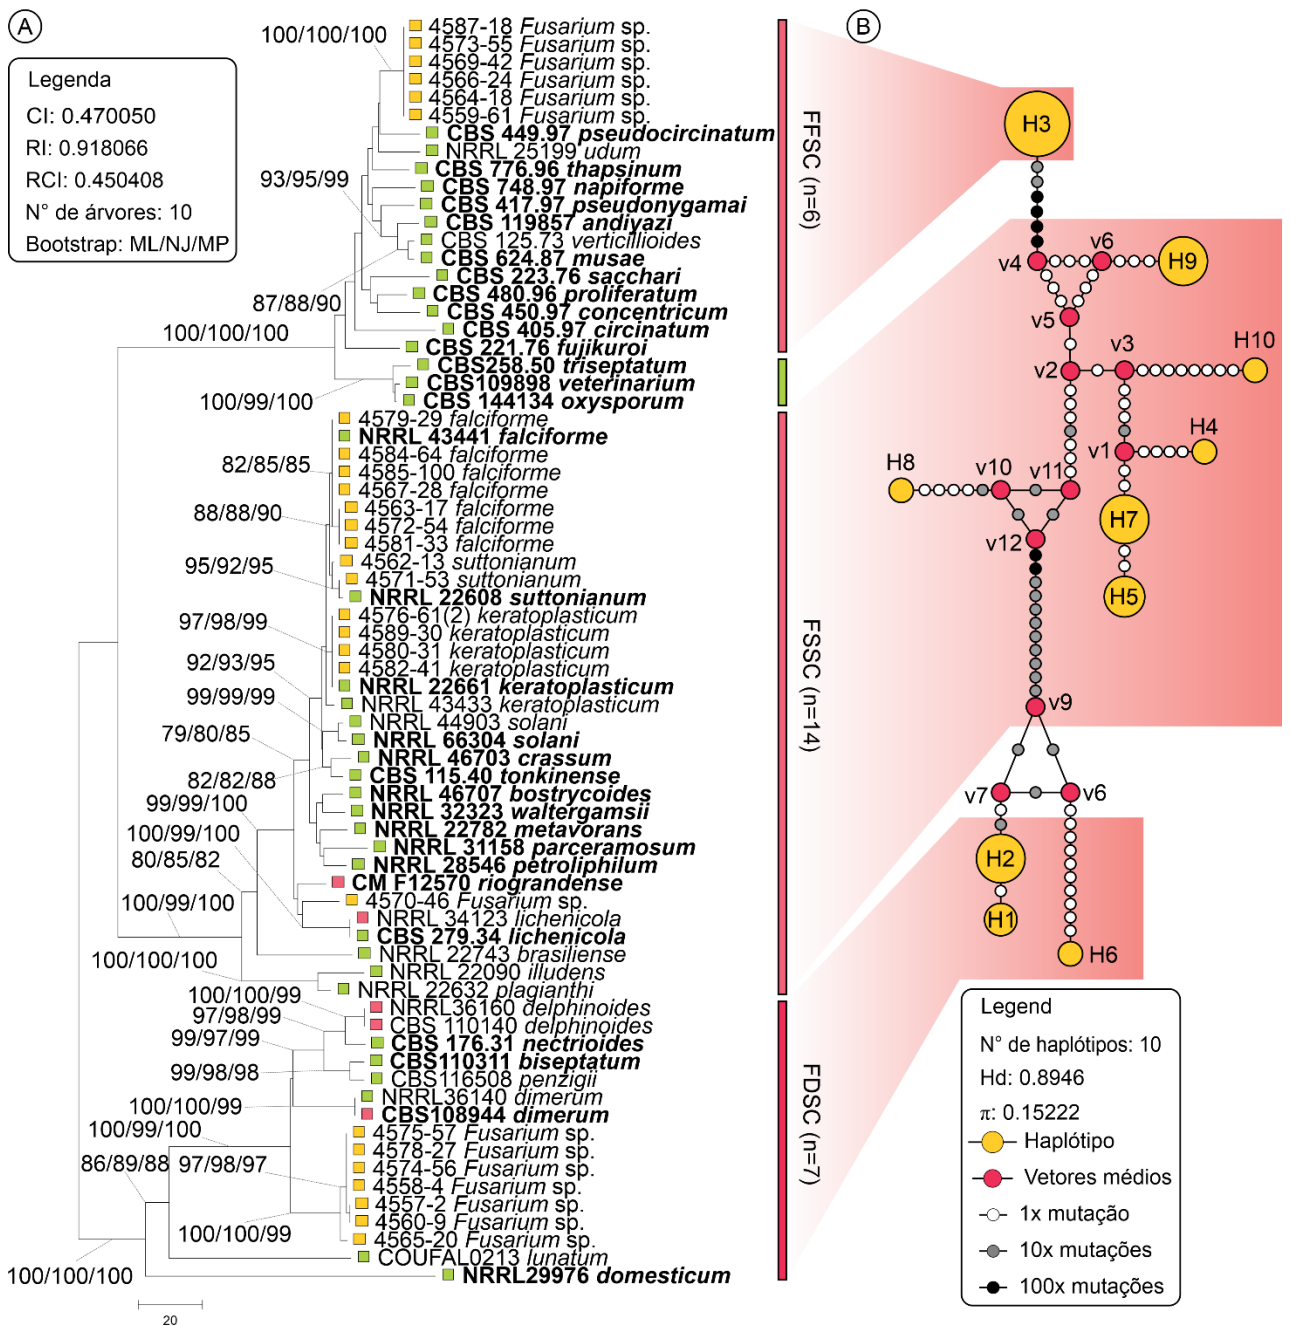 A
Legenda
CI: 0.470050
RI: 0.918066
RCI: 0.450408
N° de árvores: 10
Bootstrap: ML/NJ/MP
100/100/100
93/95/99
87/88/90
100/100/100
100/99/100
82/85/85
88/88/90
95/92/95
97/98/99
92/93/95
99/99/99
79/80/85
82/82/88
99/99/100
100/99/100
80/85/82
100/99/100
100/100/100
100/100/99
97/98/99
99/97/99
99/98/98
100/100/99
100/99/100
86/89/88
97/98/97
100/100/99
100/100/100
20
4587-18 Fusarium sp.
4573-55 Fusarium sp.
4569-42 Fusarium sp.
4566-24 Fusarium sp.
4564-18 Fusarium sp.
4559-61 Fusarium sp.
CBS 449.97 pseudocircinatum
NRRL 25199 udum
CBS 776.96 thapsinum
CBS 748.97 napiforme
CBS 417.97 pseudonygamai
CBS 119857 andiyazi
CBS 125.73 verticillioides
CBS 624.87 musae
CBS 223.76 sacchari
CBS 480.96 proliferatum
CBS 450.97 concentricum
CBS 405.97 circinatum
CBS 221.76 fujikuroi
CBS258.50 triseptatum
CBS109898 veterinarium
CBS 144134 oxysporum
4579-29 falciforme
NRRL 43441 falciforme
4584-64 falciforme
4585-100 falciforme
4567-28 falciforme
4563-17 falciforme
4572-54 falciforme
4581-33 falciforme
4562-13 suttonianum
4571-53 suttonianum
NRRL 22608 suttonianum
4576-61(2) keratoplasticum
4589-30 keratoplasticum
4580-31 keratoplasticum
4582-41 keratoplasticum
NRRL 22661 keratoplasticum
NRRL 43433 keratoplasticum
NRRL 44903 solani
NRRL 66304 solani
NRRL 46703 crassum
CBS 115.40 tonkinense
NRRL 46707 bostrycoides
NRRL 32323 waltergamsii
NRRL 22782 metavorans
NRRL 31158 parceramosum
NRRL 28546 petroliphilum
CM F12570 riograndense
4570-46 Fusarium sp.
NRRL 34123 lichenicola
CBS 279.34 lichenicola
NRRL 22743 brasiliense
NRRL 22090 illudens
NRRL 22632 plagianthi
NRRL36160 delphinoides
CBS 110140 delphinoides
CBS 176.31 nectrioides
CBS110311 biseptatum
CBS116508 penzigii
NRRL36140 dimerum
CBS108944 dimerum
4575-57 Fusarium sp.
4578-27 Fusarium sp.
4574-56 Fusarium sp.
4558-4 Fusarium sp.
4557-2 Fusarium sp.
4560-9 Fusarium sp.
4565-20 Fusarium sp.
COUFAL0213 lunatum
NRRL29976 domesticum
FFSC (n=6)
FSSC (n=14)
FDSC (n=7)
B
H3
v4
v6
H9
v5
v2
v3
H10
v1
H4
H8
v10
v11
H7
v12
H5
v9
v7
v6
H2
H1
H6
Legend
N° de haplótipos: 10
Hd: 0.8946
π: 0.15222
Haplótipo
Vetores médios
1x mutação
10x mutações
100x mutações